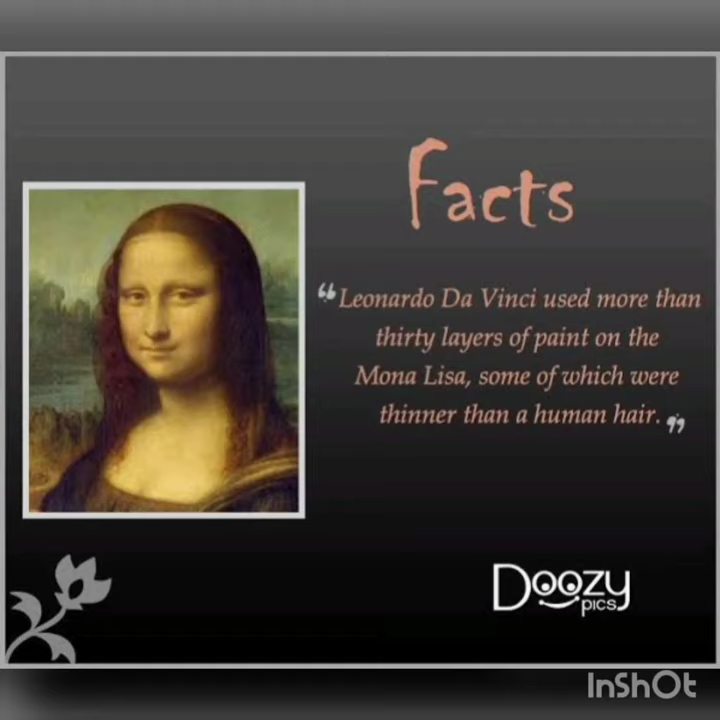 Facts
“Leonardo Da Vinci used more than
thirty layers of paint on the
Mona Lisa, some of which were
thinner than a human hair.”
Doozy
pics
InShOt